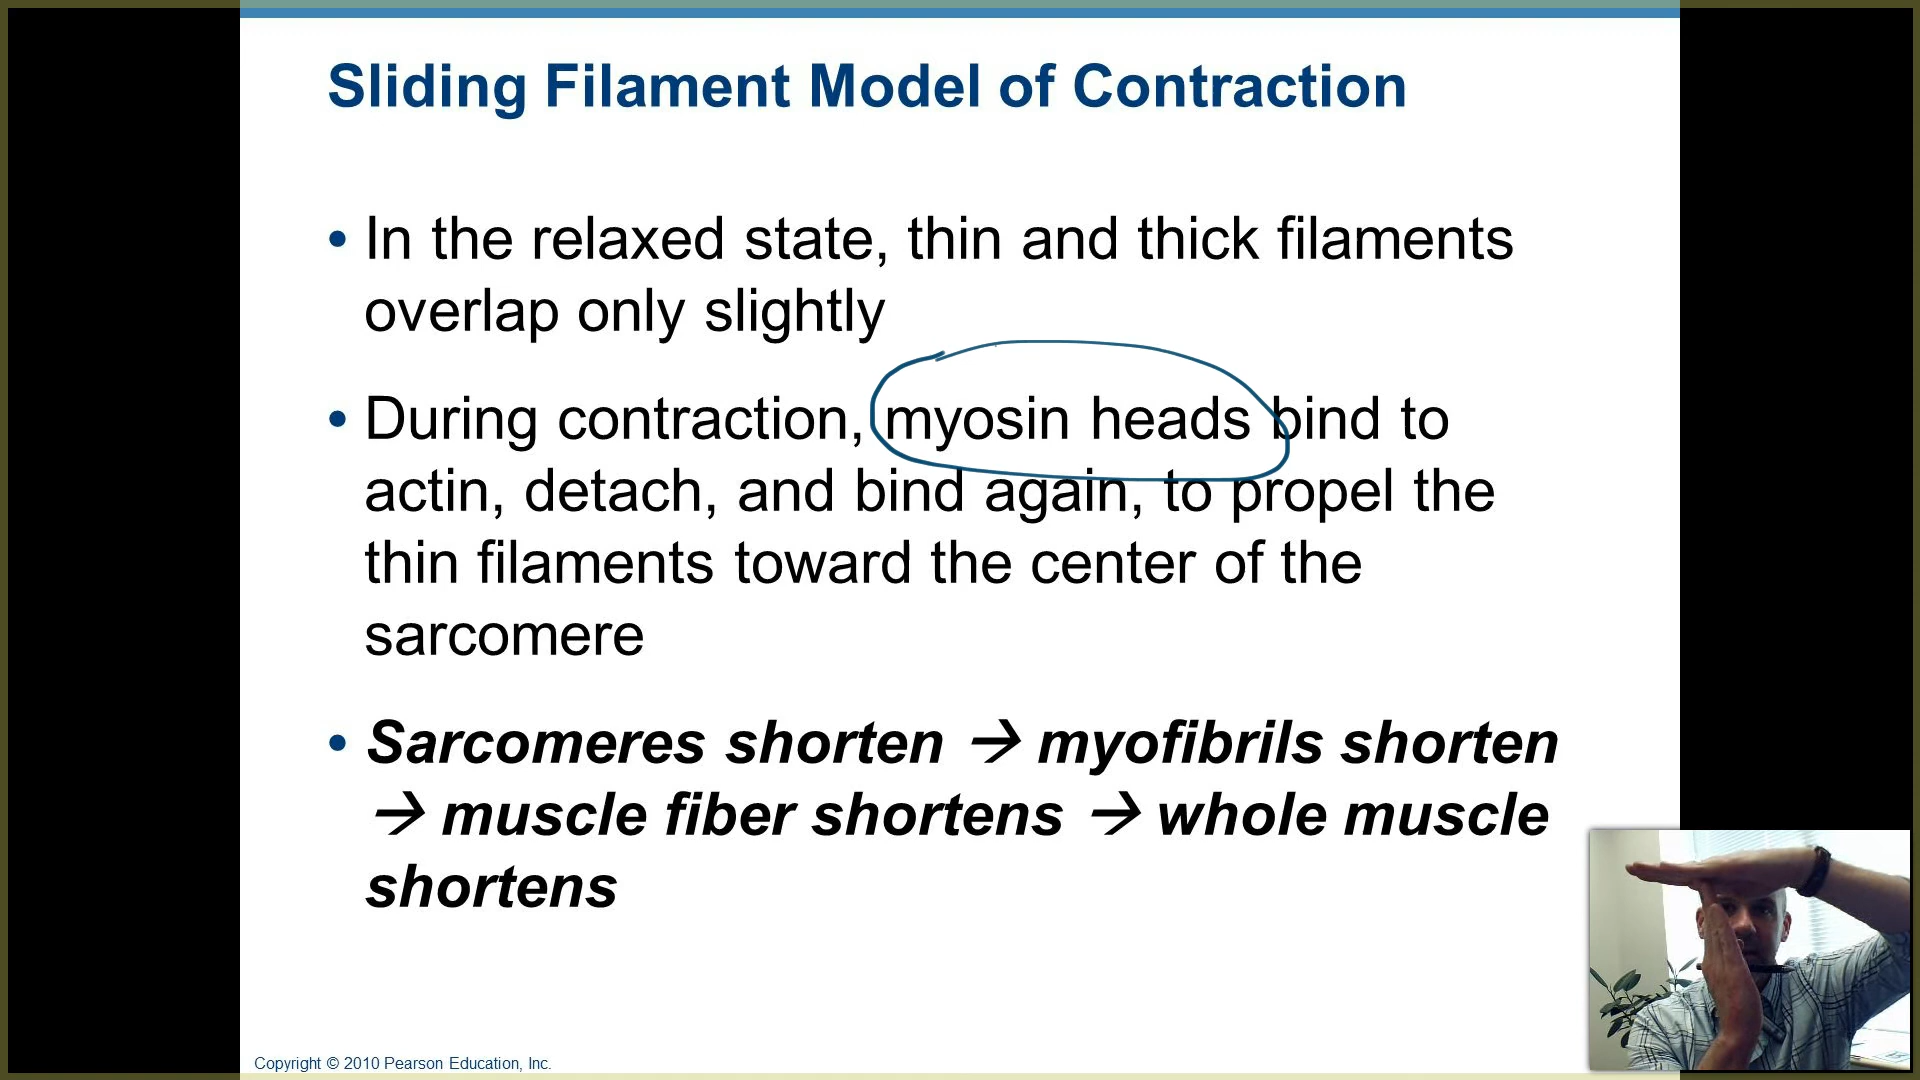 Sliding Filament Model of Contraction
• In the relaxed state, thin and thick filaments
overlap only slightly
• During contraction, myosin heads bind to
actin, detach, and bind again, to propel the
thin filaments toward the center of the
sarcomere
• Sarcomeres shorten → myofibrils shorten
→ muscle fiber shortens → whole muscle
shortens
Copyright © 2010 Pearson Education, Inc.